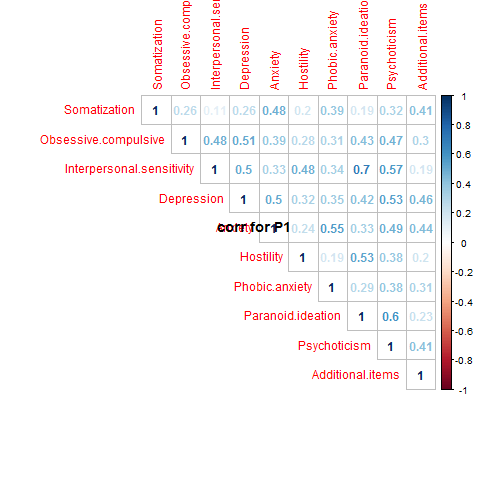 Somatization
Obsessive.comp
Interpersonal.se
Depression
Anxiety
Hostility
Phobic.anxiety
Paranoid.ideatio
Psychoticism
Additional.items
Somatization 1 0.26 0.11 0.26 0.48 0.2 0.39 0.19 0.32 0.41
Obsessive.compulsive 1 0.48 0.51 0.39 0.28 0.31 0.43 0.47 0.3
Interpersonal.sensitivity 1 0.5 0.33 0.48 0.34 0.7 0.57 0.19
Depression 1 0.5 0.32 0.35 0.42 0.53 0.46
Anxiety 1 0.24 0.55 0.33 0.49 0.44
corr for P1
Hostility 1 0.19 0.53 0.38 0.2
Phobic.anxiety 1 0.29 0.38 0.31
Paranoid.ideation 1 0.6 0.23
Psychoticism 1 0.41
Additional.items 1
1
0.8
0.6
0.4
0.2
0
-0.2
-0.4
-0.6
-0.8
-1